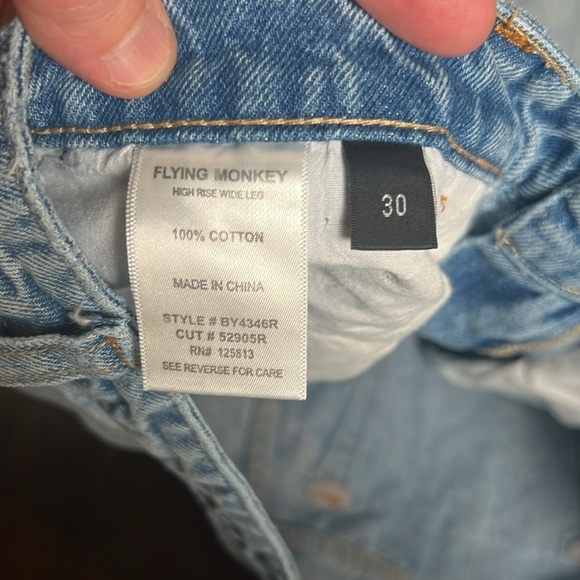 FLYING MONKEY
HIGH RISE WIDE LEG
100% COTTON
MADE IN CHINA
STYLE # BY4346R
CUT # 52905R
RN# 125813
SEE REVERSE FOR CARE
30